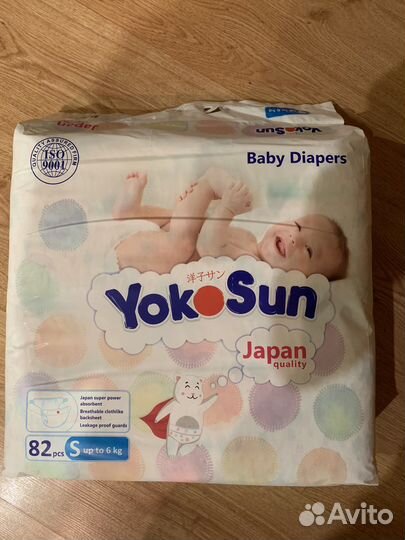 Japan
QUALITY ASSURED FIRM
ISO
9001
Baby Diapers
洋子サン
YokoSun
Japan
quality
Japan super power
absorbent
Breathable clothlike
backsheet
Leakage proof guards
82 pcs
S up to 6 kg
Avito